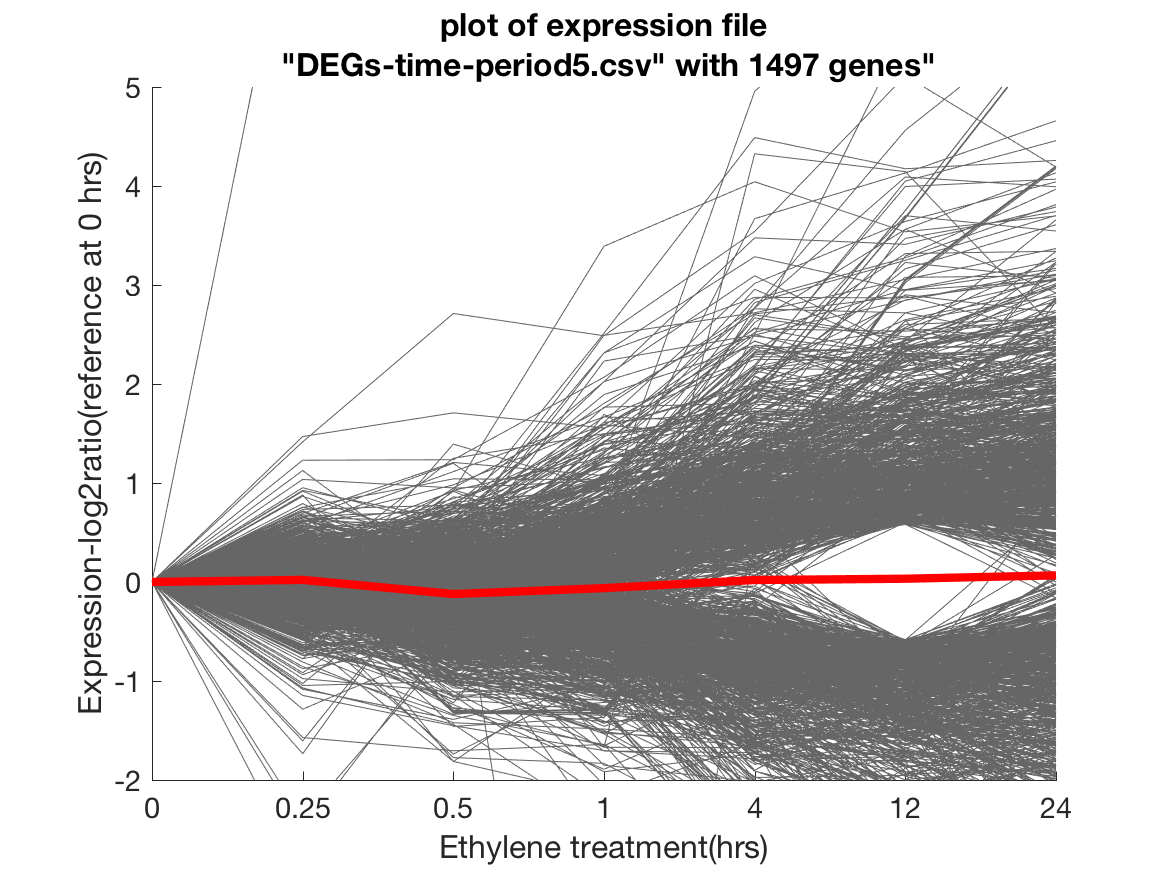 plot of expression file
"DEGs-time-period5.csv" with 1497 genes"
Expression-log2ratio(reference at 0 hrs)
5
4
3
2
1
0
-1
-2
0 0.25 0.5 1 4 12 24
Ethylene treatment(hrs)